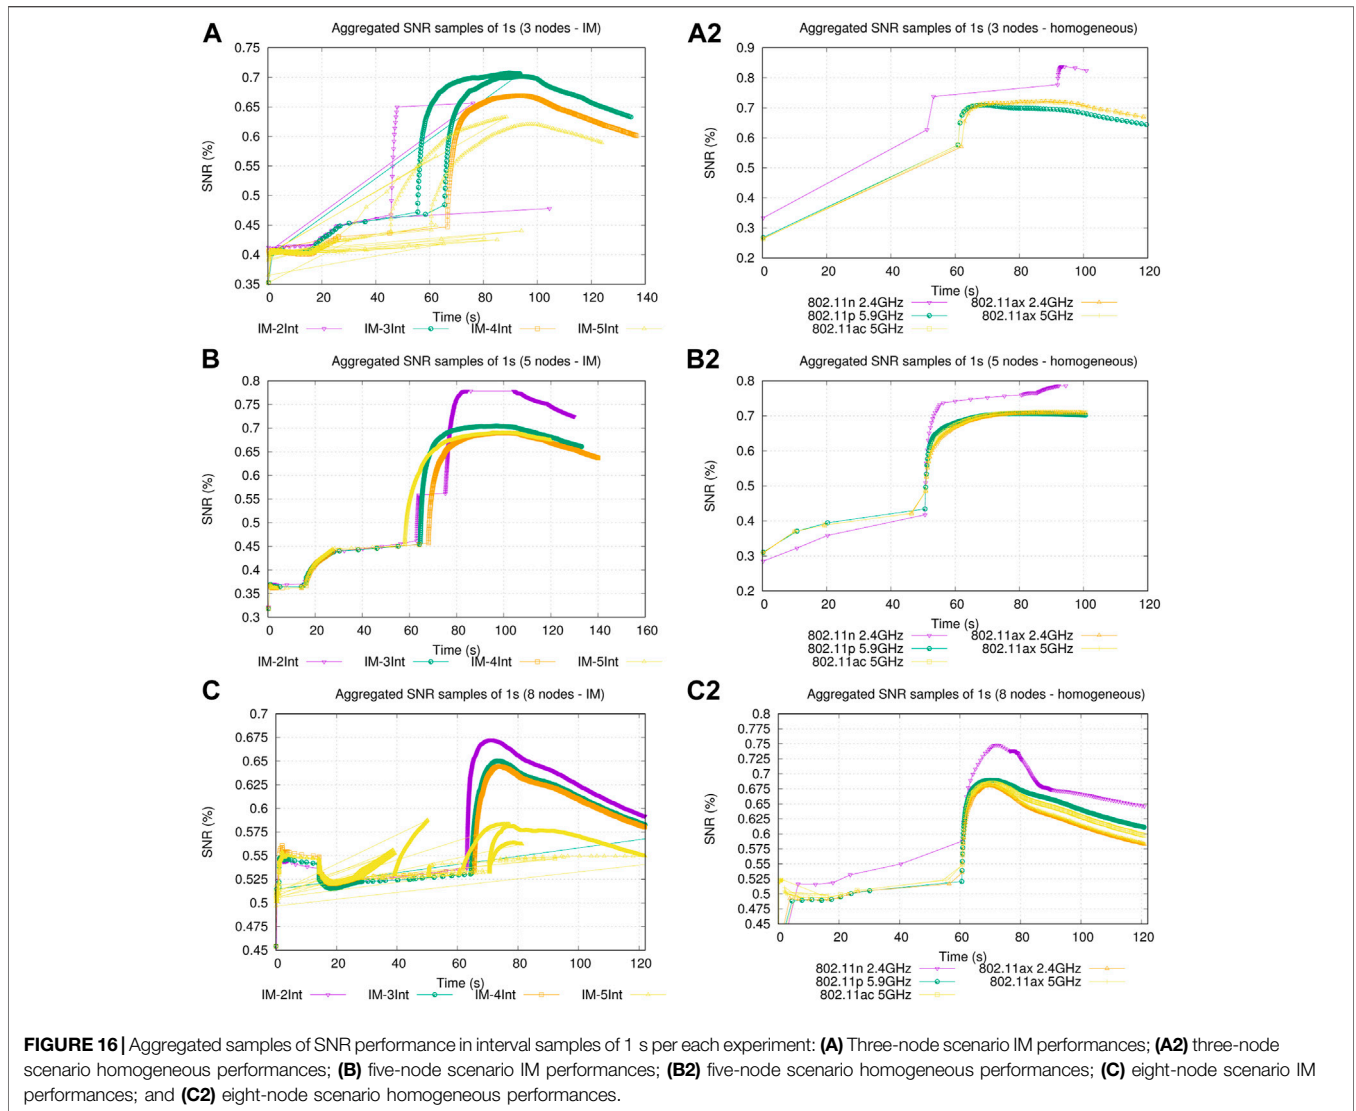 A
Aggregated SNR samples of 1s (3 nodes - IM)
0.75
0.7
0.65
0.6
0.55
0.5
0.45
0.4
0.35
SNR (%)
0 20 40 60 80 100 120 140
Time (s)
IM-2Int IM-3Int IM-4Int IM-5Int
A2
Aggregated SNR samples of 1s (3 nodes - homogeneous)
0.9
0.8
0.7
0.6
0.5
0.4
0.3
0.2
SNR (%)
0 20 40 60 80 100 120
Time (s)
802.11n 2.4GHz 802.11ax 2.4GHz
802.11p 5.9GHz 802.11ax 5GHz
802.11ac 5GHz
B
Aggregated SNR samples of 1s (5 nodes - IM)
0.8
0.75
0.7
0.65
0.6
0.55
0.5
0.45
0.4
0.35
0.3
SNR (%)
0 20 40 60 80 100 120 140 160
Time (s)
IM-2Int IM-3Int IM-4Int IM-5Int
B2
Aggregated SNR samples of 1s (5 nodes - homogeneous)
0.8
0.7
0.6
0.5
0.4
0.3
0.2
SNR (%)
0 20 40 60 80 100 120
Time (s)
802.11n 2.4GHz 802.11ax 2.4GHz
802.11p 5.9GHz 802.11ax 5GHz
802.11ac 5GHz
C
Aggregated SNR samples of 1s (8 nodes - IM)
0.7
0.675
0.65
0.625
0.6
0.575
0.55
0.525
0.5
0.475
0.45
SNR (%)
0 20 40 60 80 100 120
Time (s)
IM-2Int IM-3Int IM-4Int IM-5Int
C2
Aggregated SNR samples of 1s (8 nodes - homogeneous)
0.8
0.775
0.75
0.725
0.7
0.675
0.65
0.625
0.6
0.575
0.55
0.525
0.5
0.475
0.45
SNR (%)
0 20 40 60 80 100 120
Time (s)
802.11n 2.4GHz 802.11ax 2.4GHz
802.11p 5.9GHz 802.11ax 5GHz
802.11ac 5GHz
FIGURE 16 | Aggregated samples of SNR performance in interval samples of 1 s per each experiment: (A) Three-node scenario IM performances; (A2) three-node
scenario homogeneous performances; (B) five-node scenario IM performances; (B2) five-node scenario homogeneous performances; (C) eight-node scenario IM
performances; and (C2) eight-node scenario homogeneous performances.